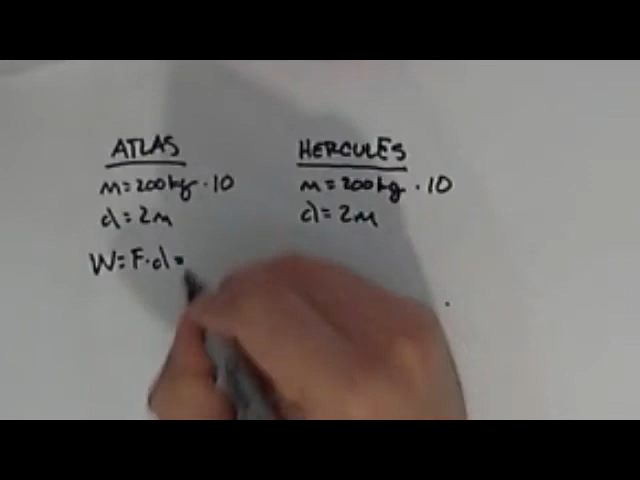 ATLAS
m=200kg · 10
d=2m
W=F·d=
HERCULES
m=200kg · 10
d=2m